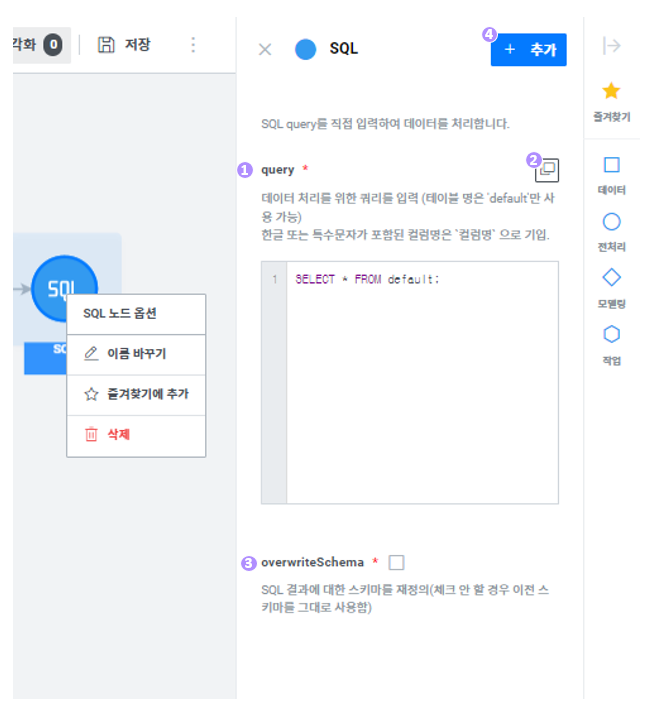 각화 0
저장
SQL
SQL 노드 옵션
이름 바꾸기
즐겨찾기에 추가
삭제
SQL
4
+ 추가
SQL query를 직접 입력하여 데이터를 처리합니다.
1 query *
2
데이터 처리를 위한 쿼리를 입력 (테이블 명은 'default'만 사
용 가능)
한글 또는 특수문자가 포함된 컬럼명은 `컬럼명` 으로 기입.
1 SELECT * FROM default;
3 overwriteSchema *
SQL 결과에 대한 스키마를 재정의(체크 안 할 경우 이전 스
키마를 그대로 사용함)
즐겨찾기
데이터
전처리
모델링
작업